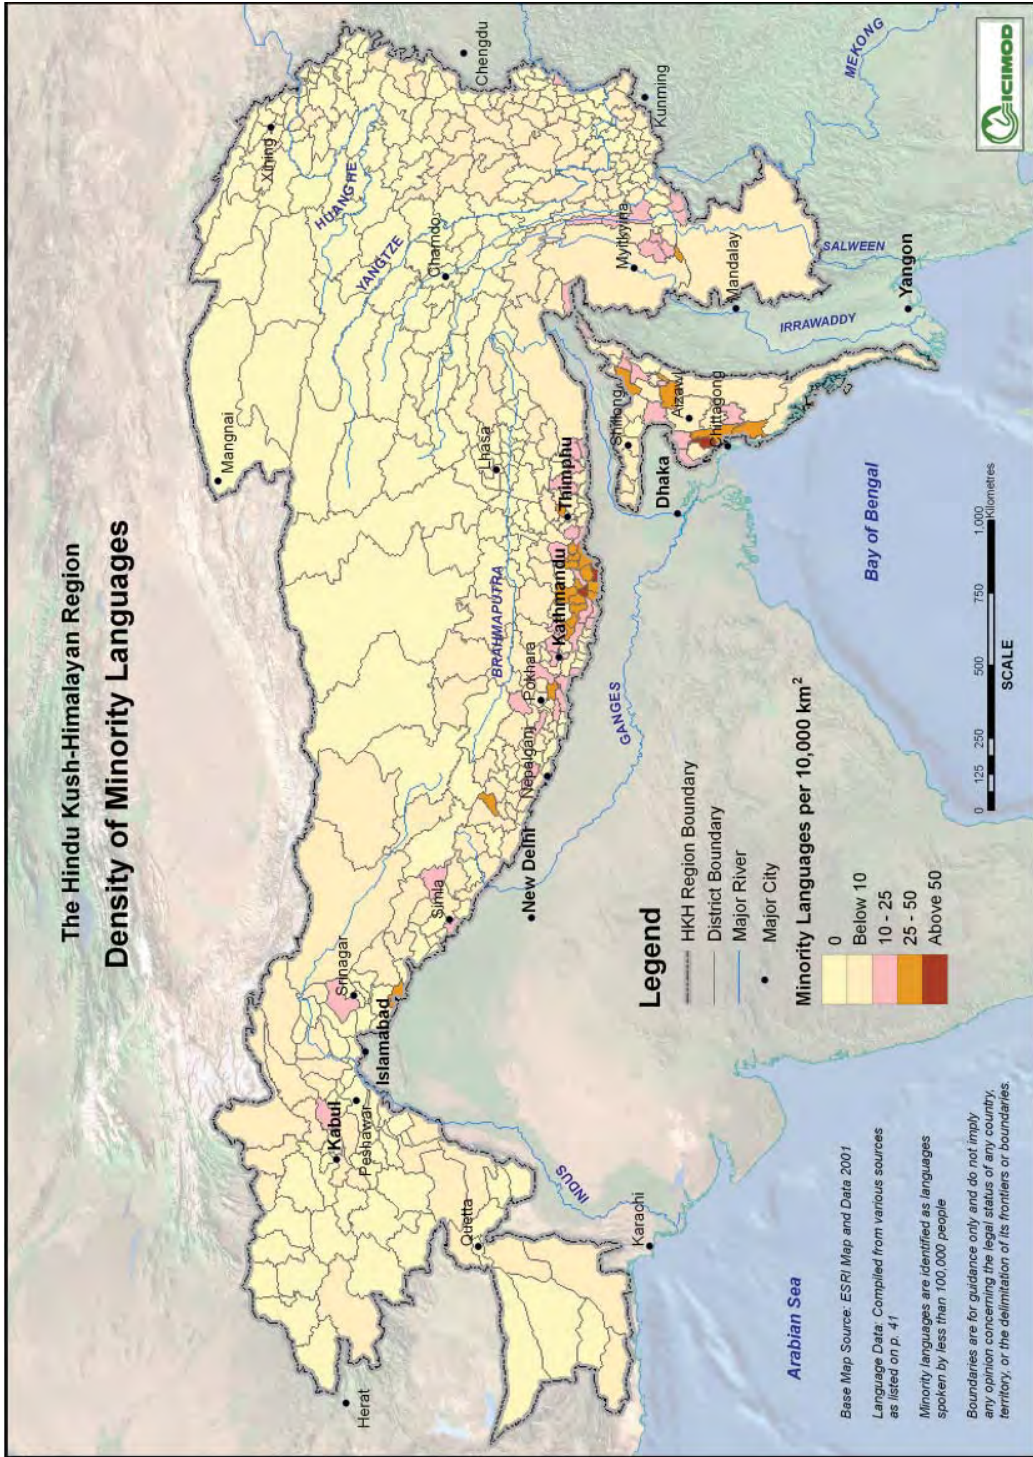 The Hindu Kush-Himalayan Region
Density of Minority Languages
Mangnai
Xining
HUANG HE
Chengdu
YANGTZE
Chamdo
Kunming
MEKONG
Herat
Kabul
Peshawar
Srinagar
Islamabad
Simla
Lhasa
BRAHMAPUTRA
Nepalganj
Pokhara
Kathmandu
Thimphu
Shillong
Aizawl
Chittagong
Myitkyina
Mandalay
SALWEEN
IRRAWADDY
Yangon
Quetta
INDUS
Karachi
New Delhi
GANGES
Dhaka
Arabian Sea
Bay of Bengal
Legend
HKH Region Boundary
District Boundary
Major River
Major City
Minority Languages per 10,000 km²
0
Below 10
10 - 25
25 - 50
Above 50
0 125 250 500 750 1,000
Kilometres
SCALE
Base Map Source: ESRI Map and Data 2001
Language Data: Compiled from various sources
as listed on p. 41
Minority languages are identified as languages
spoken by less than 100,000 people
Boundaries are for guidance only and do not imply
any opinion concerning the legal status of any country,
territory, or the delimitation of its frontiers or boundaries.
ICIMOD